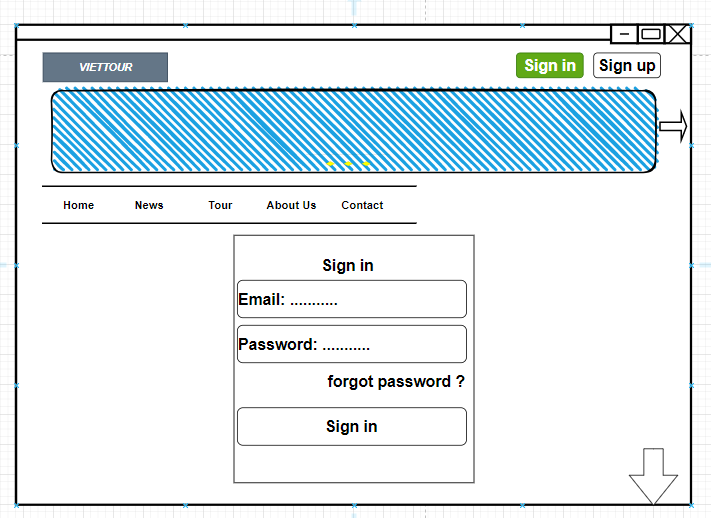 VIETTOUR
Sign in
Sign up
Home
News
Tour
About Us
Contact
Sign in
Email: ...........
Password: ...........
forgot password ?
Sign in